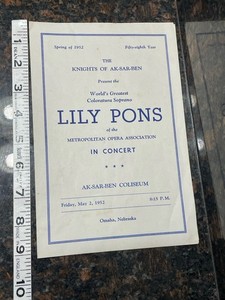 Spring of 1952 Fifty-eighth Year
THE
KNIGHTS OF AK-SAR-BEN
Present the
World's Greatest
Coloratura Soprano
LILY PONS
of the
METROPOLITAN OPERA ASSOCIATION
IN CONCERT
* * *
AK-SAR-BEN COLISEUM
Friday, May 2, 1952 8:15 P.M.
Omaha, Nebraska
1
2
3
4
5
6
7
8
9
10